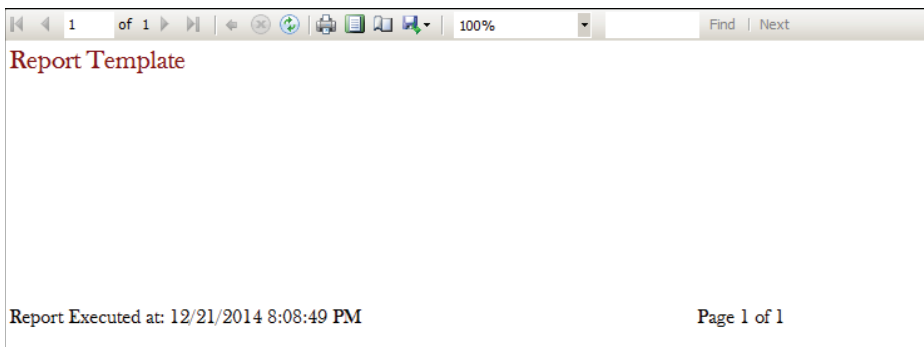 1 of 1 100% Find | Next
Report Template
Report Executed at: 12/21/2014 8:08:49 PM Page 1 of 1